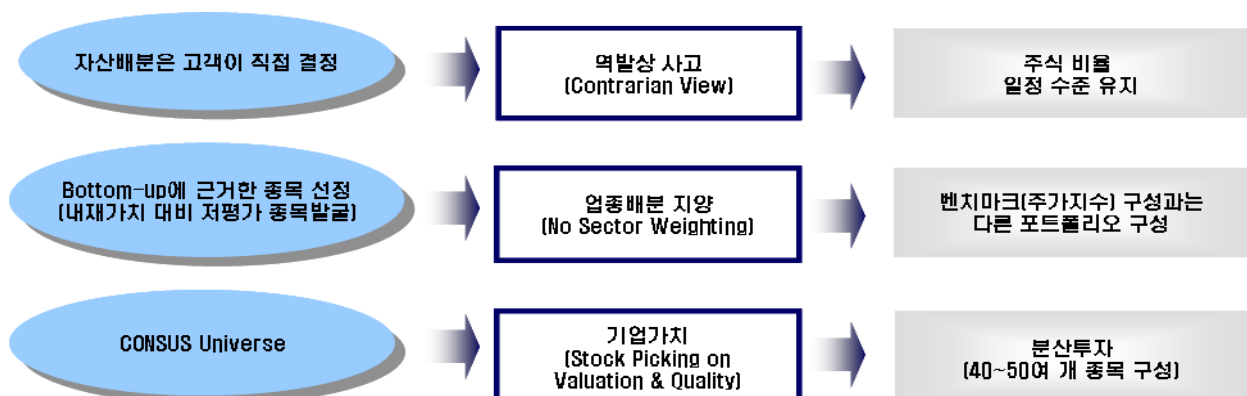 자산배분은 고객이 직접 결정
역발상 사고
(Contrarian View)
주식 비율
일정 수준 유지
Bottom-up에 근거한 종목 선정
(내재가치 대비 저평가 종목발굴)
업종배분 지양
(No Sector Weighting)
벤치마크(주가지수) 구성과는
다른 포트폴리오 구성
CONSUS Universe
기업가치
(Stock Picking on
Valuation & Quality)
분산투자
(40~50여 개 종목 구성)